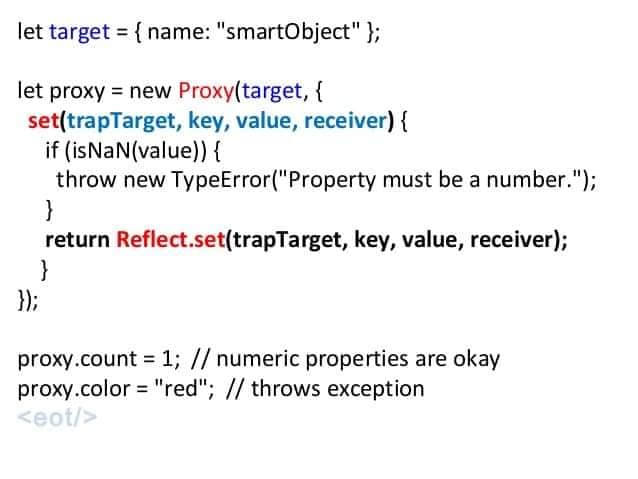 let target = { name: "smartObject" };
let proxy = new Proxy(target, {
set(trapTarget, key, value, receiver) {
if (isNaN(value)) {
throw new TypeError("Property must be a number.");
}
return Reflect.set(trapTarget, key, value, receiver);
}
});
proxy.count = 1; // numeric properties are okay
proxy.color = "red"; // throws exception
<eot/>